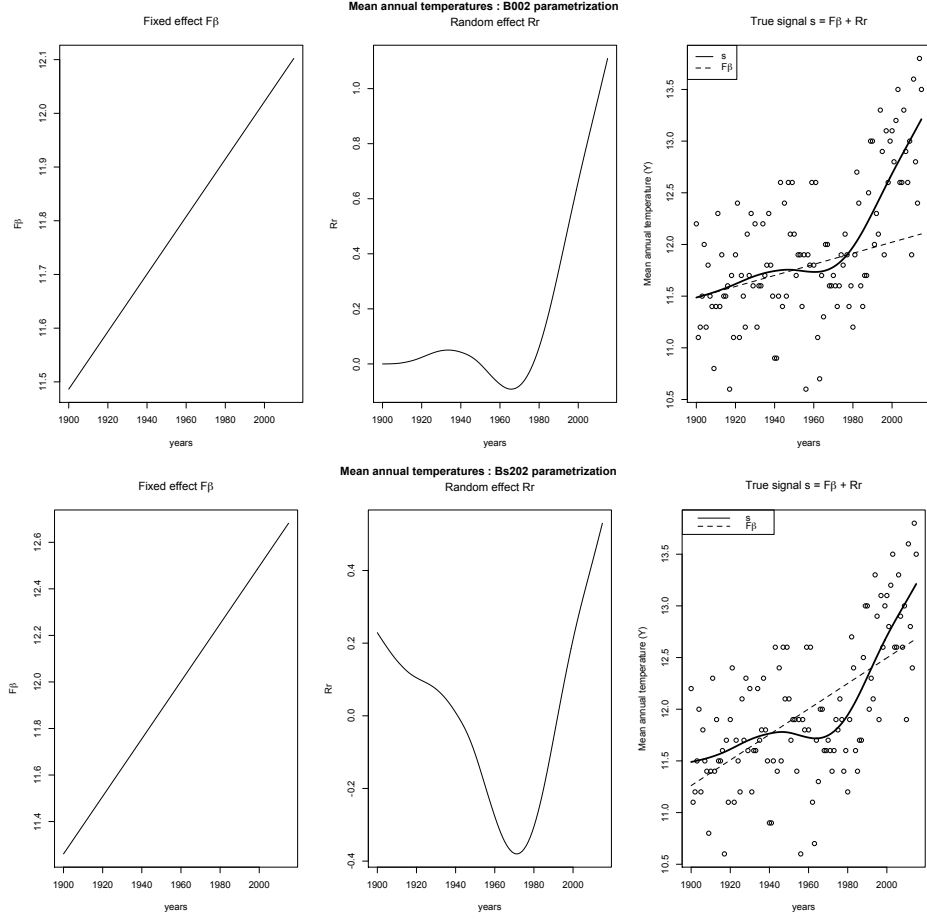 Mean annual temperatures : B002 parametrization
Fixed effect Fβ
Random effect Rr
True signal s = Fβ + Rr
Fβ
11.5 11.6 11.7 11.8 11.9 12.0 12.1
1900 1920 1940 1960 1980 2000
years
Rr
0.0 0.2 0.4 0.6 0.8 1.0
1900 1920 1940 1960 1980 2000
years
s
Fβ
Mean annual temperature (Y)
10.5 11.0 11.5 12.0 12.5 13.0 13.5
1900 1920 1940 1960 1980 2000
years
Mean annual temperatures : Bs202 parametrization
Fixed effect Fβ
Random effect Rr
True signal s = Fβ + Rr
Fβ
11.4 11.6 11.8 12.0 12.2 12.4 12.6
1900 1920 1940 1960 1980 2000
years
Rr
-0.4 -0.2 0.0 0.2 0.4
1900 1920 1940 1960 1980 2000
years
s
Fβ
Mean annual temperature (Y)
10.5 11.0 11.5 12.0 12.5 13.0 13.5
1900 1920 1940 1960 1980 2000
years